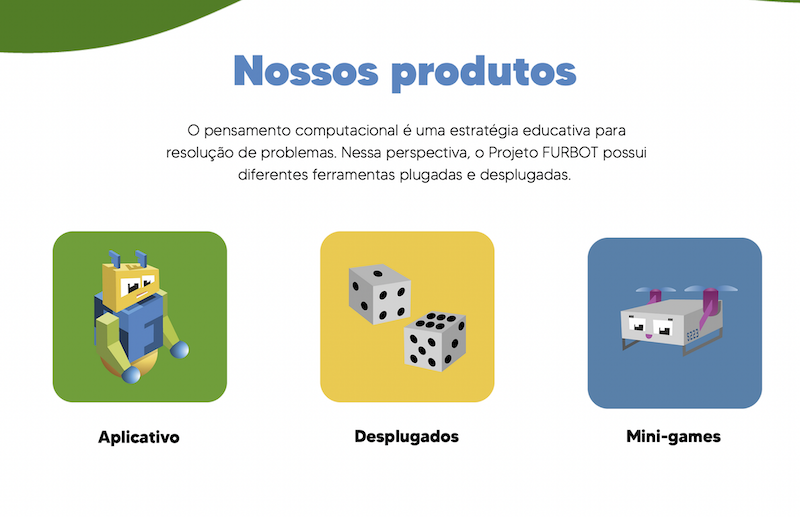 Nossos produtos
O pensamento computacional é uma estratégia educativa para
resolução de problemas. Nessa perspectiva, o Projeto FURBOT possui
diferentes ferramentas plugadas e desplugadas.
Aplicativo
Desplugados
Mini-games